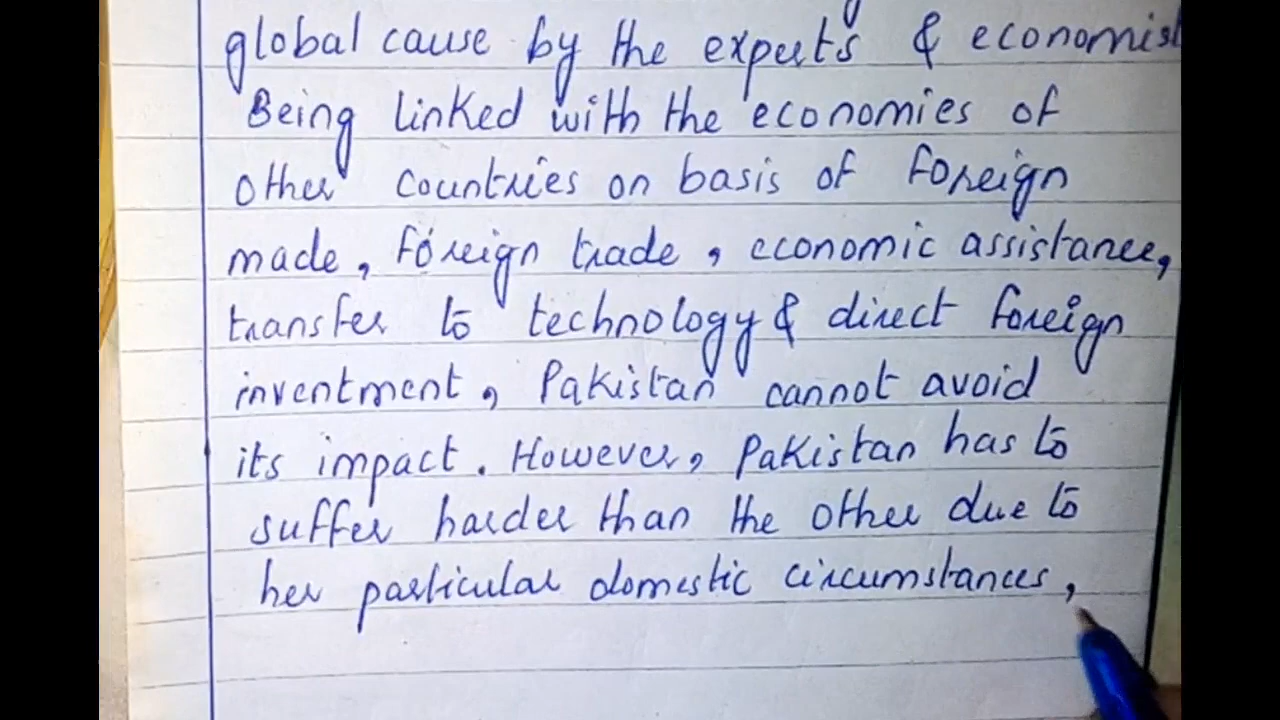 global cause by the experts & economist
Being linked with the economies of
other countries on basis of foreign
made, foreign trade, economic assistance,
transfer to technology & direct foreign
inventment, Pakistan cannot avoid
its impact. However, Pakistan has to
suffer harder than the other due to
her particular domestic circumstances,